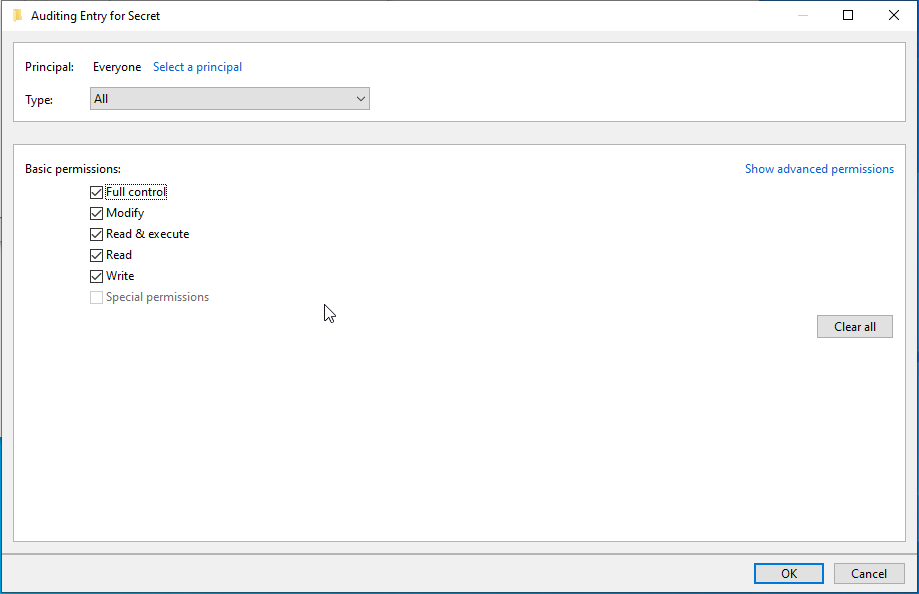 Auditing Entry for Secret
Principal: Everyone Select a principal
Type: All
Basic permissions: Show advanced permissions
Full control
Modify
Read & execute
Read
Write
Special permissions
Clear all
OK Cancel